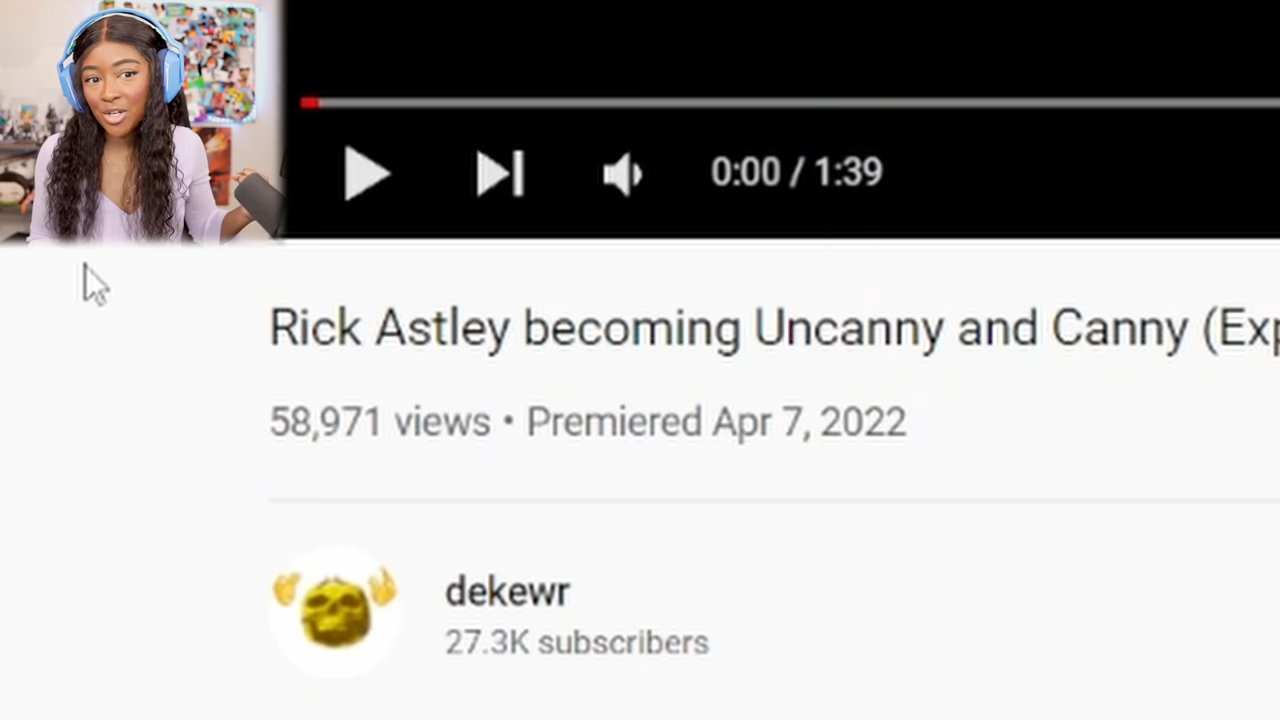 0:00 / 1:39
Rick Astley becoming Uncanny and Canny (Exp
58,971 views • Premiered Apr 7, 2022
dekewr
27.3K subscribers